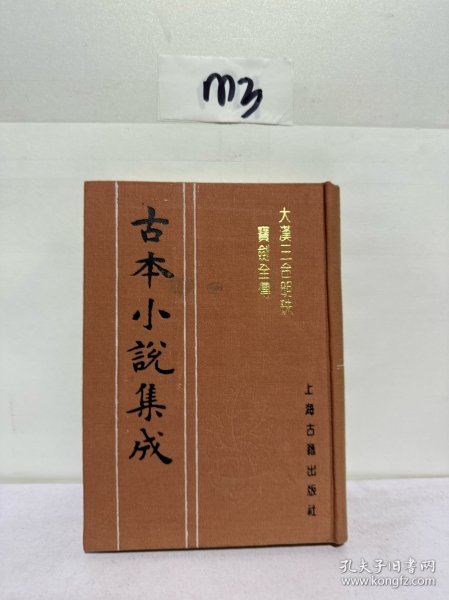 m3
大漢三合明珠
寶劍全傳
古本小說集成
上海古籍出版社
孔夫子旧书网
www.kongfz.com